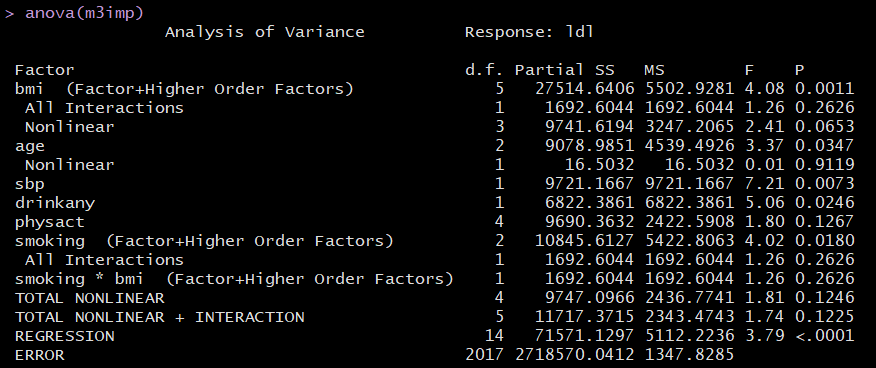 > anova(m3imp)
Analysis of Variance Response: ldl
Factor d.f. Partial SS MS F P
bmi (Factor+Higher Order Factors) 5 27514.6406 5502.9281 4.08 0.0011
All Interactions 1 1692.6044 1692.6044 1.26 0.2626
Nonlinear 3 9741.6194 3247.2065 2.41 0.0653
age 2 9078.9851 4539.4926 3.37 0.0347
Nonlinear 1 16.5032 16.5032 0.01 0.9119
sbp 1 9721.1667 9721.1667 7.21 0.0073
drinkany 1 6822.3861 6822.3861 5.06 0.0246
physact 4 9690.3632 2422.5908 1.80 0.1267
smoking (Factor+Higher Order Factors) 2 10845.6127 5422.8063 4.02 0.0180
All Interactions 1 1692.6044 1692.6044 1.26 0.2626
smoking * bmi (Factor+Higher Order Factors) 1 1692.6044 1692.6044 1.26 0.2626
TOTAL NONLINEAR 4 9747.0966 2436.7741 1.81 0.1246
TOTAL NONLINEAR + INTERACTION 5 11717.3715 2343.4743 1.74 0.1225
REGRESSION 14 71571.1297 5112.2236 3.79 <.0001
ERROR 2017 2718570.0412 1347.8285